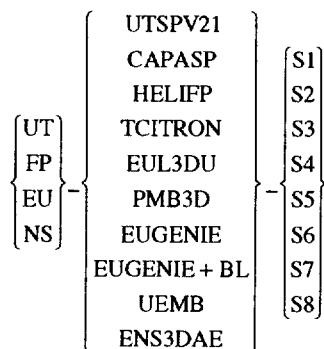 UTSPV21
CAPASP
HELIFP
TCITRON
EUL3DU
PMB3D
EUGENIE
EUGENIE + BL
UEMB
ENS3DAE
UT
FP
EU
NS
-
-
S1
S2
S3
S4
S5
S6
S7
S8